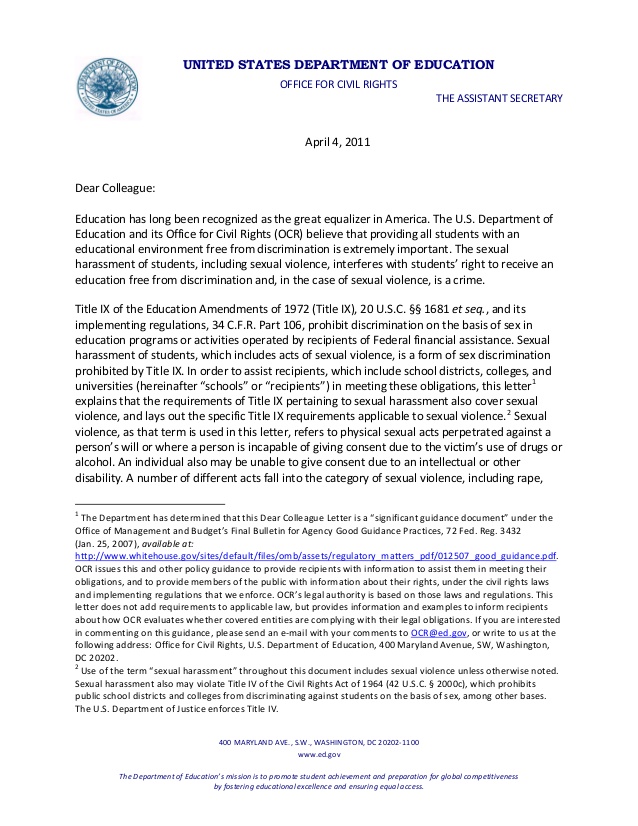 UNITED STATES DEPARTMENT OF EDUCATION
OFFICE FOR CIVIL RIGHTS
THE ASSISTANT SECRETARY
April 4, 2011
Dear Colleague:
Education has long been recognized as the great equalizer in America. The U.S. Department of
Education and its Office for Civil Rights (OCR) believe that providing all students with an
educational environment free from discrimination is extremely important. The sexual
harassment of students, including sexual violence, interferes with students’ right to receive an
education free from discrimination and, in the case of sexual violence, is a crime.
Title IX of the Education Amendments of 1972 (Title IX), 20 U.S.C. §§ 1681 et seq., and its
implementing regulations, 34 C.F.R. Part 106, prohibit discrimination on the basis of sex in
education programs or activities operated by recipients of Federal financial assistance. Sexual
harassment of students, which includes acts of sexual violence, is a form of sex discrimination
prohibited by Title IX. In order to assist recipients, which include school districts, colleges, and
universities (hereinafter “schools” or “recipients”) in meeting these obligations, this letter1
explains that the requirements of Title IX pertaining to sexual harassment also cover sexual
violence, and lays out the specific Title IX requirements applicable to sexual violence.2 Sexual
violence, as that term is used in this letter, refers to physical sexual acts perpetrated against a
person’s will or where a person is incapable of giving consent due to the victim’s use of drugs or
alcohol. An individual also may be unable to give consent due to an intellectual or other
disability. A number of different acts fall into the category of sexual violence, including rape,
1 The Department has determined that this Dear Colleague Letter is a “significant guidance document” under the
Office of Management and Budget’s Final Bulletin for Agency Good Guidance Practices, 72 Fed. Reg. 3432
(Jan. 25, 2007), available at:
http://www.whitehouse.gov/sites/default/files/omb/assets/regulatory_matters_pdf/012507_good_guidance.pdf.
OCR issues this and other policy guidance to provide recipients with information to assist them in meeting their
obligations, and to provide members of the public with information about their rights, under the civil rights laws
and implementing regulations that we enforce. OCR’s legal authority is based on those laws and regulations. This
letter does not add requirements to applicable law, but provides information and examples to inform recipients
about how OCR evaluates whether covered entities are complying with their legal obligations. If you are interested
in commenting on this guidance, please send an e-mail with your comments to OCR@ed.gov, or write to us at the
following address: Office for Civil Rights, U.S. Department of Education, 400 Maryland Avenue, SW, Washington,
DC 20202.
2 Use of the term “sexual harassment” throughout this document includes sexual violence unless otherwise noted.
Sexual harassment also may violate Title IV of the Civil Rights Act of 1964 (42 U.S.C. § 2000c), which prohibits
public school districts and colleges from discriminating against students on the basis of sex, among other bases.
The U.S. Department of Justice enforces Title IV.
400 MARYLAND AVE., S.W., WASHINGTON, DC 20202-1100
www.ed.gov
The Department of Education’s mission is to promote student achievement and preparation for global competitiveness
by fostering educational excellence and ensuring equal access.